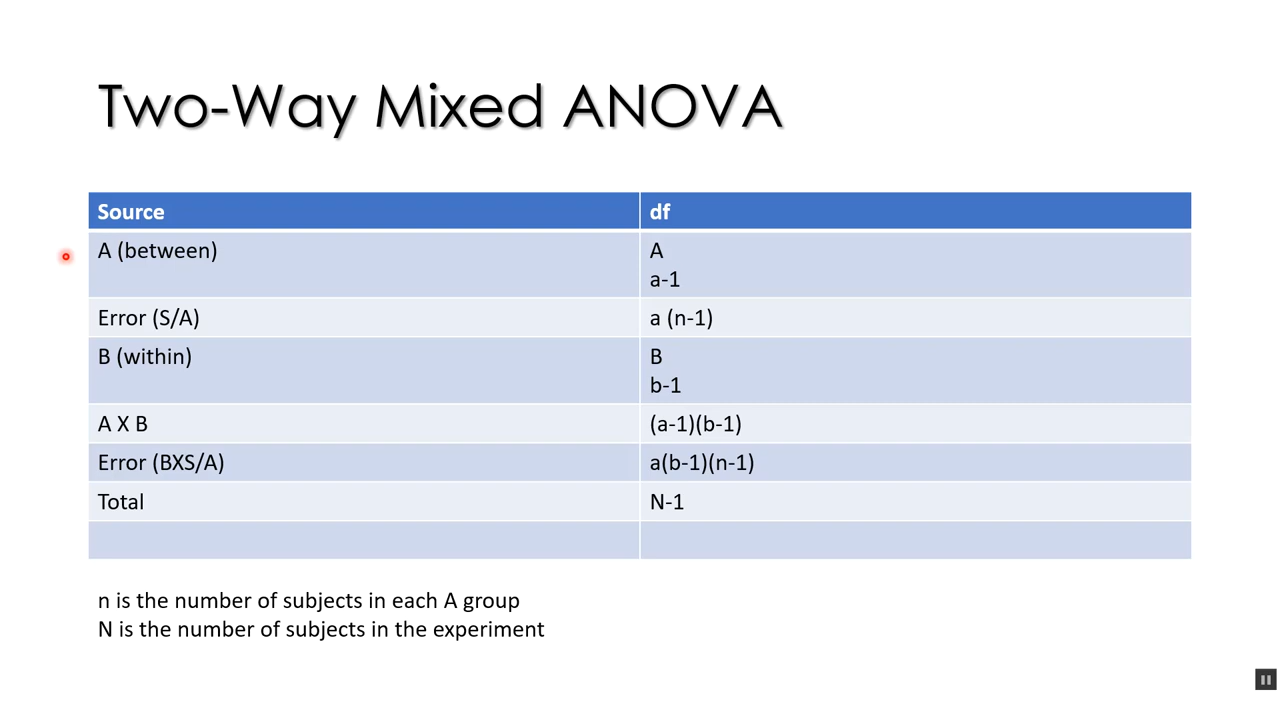 Two-Way Mixed ANOVA
Source df
A (between) A
a-1
Error (S/A) a (n-1)
B (within) B
b-1
A X B (a-1)(b-1)
Error (BXS/A) a(b-1)(n-1)
Total N-1
n is the number of subjects in each A group
N is the number of subjects in the experiment